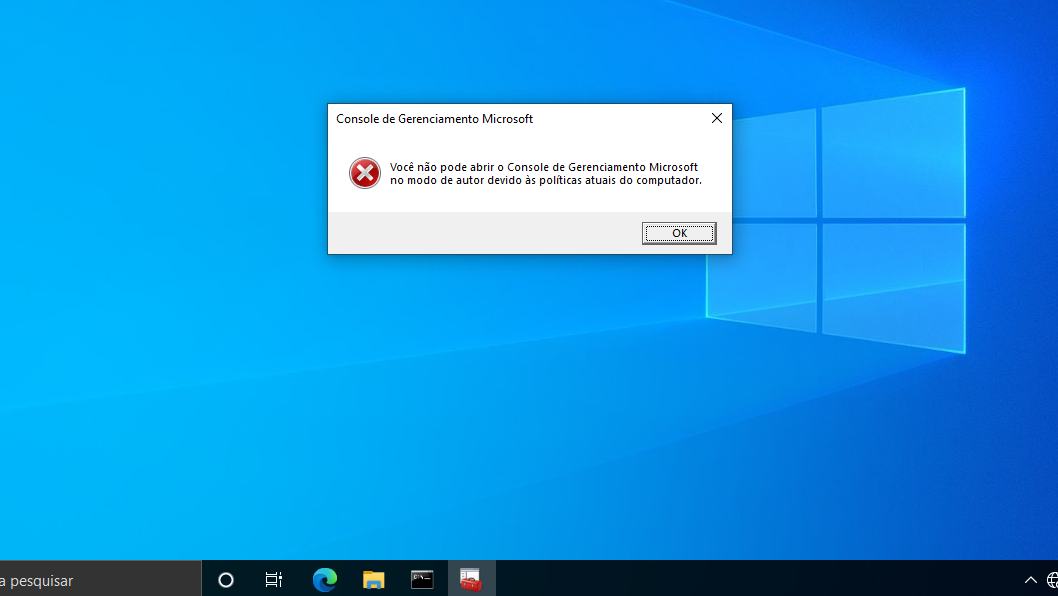 Console de Gerenciamento Microsoft
Você não pode abrir o Console de Gerenciamento Microsoft
no modo de autor devido às políticas atuais do computador.
OK
a pesquisar